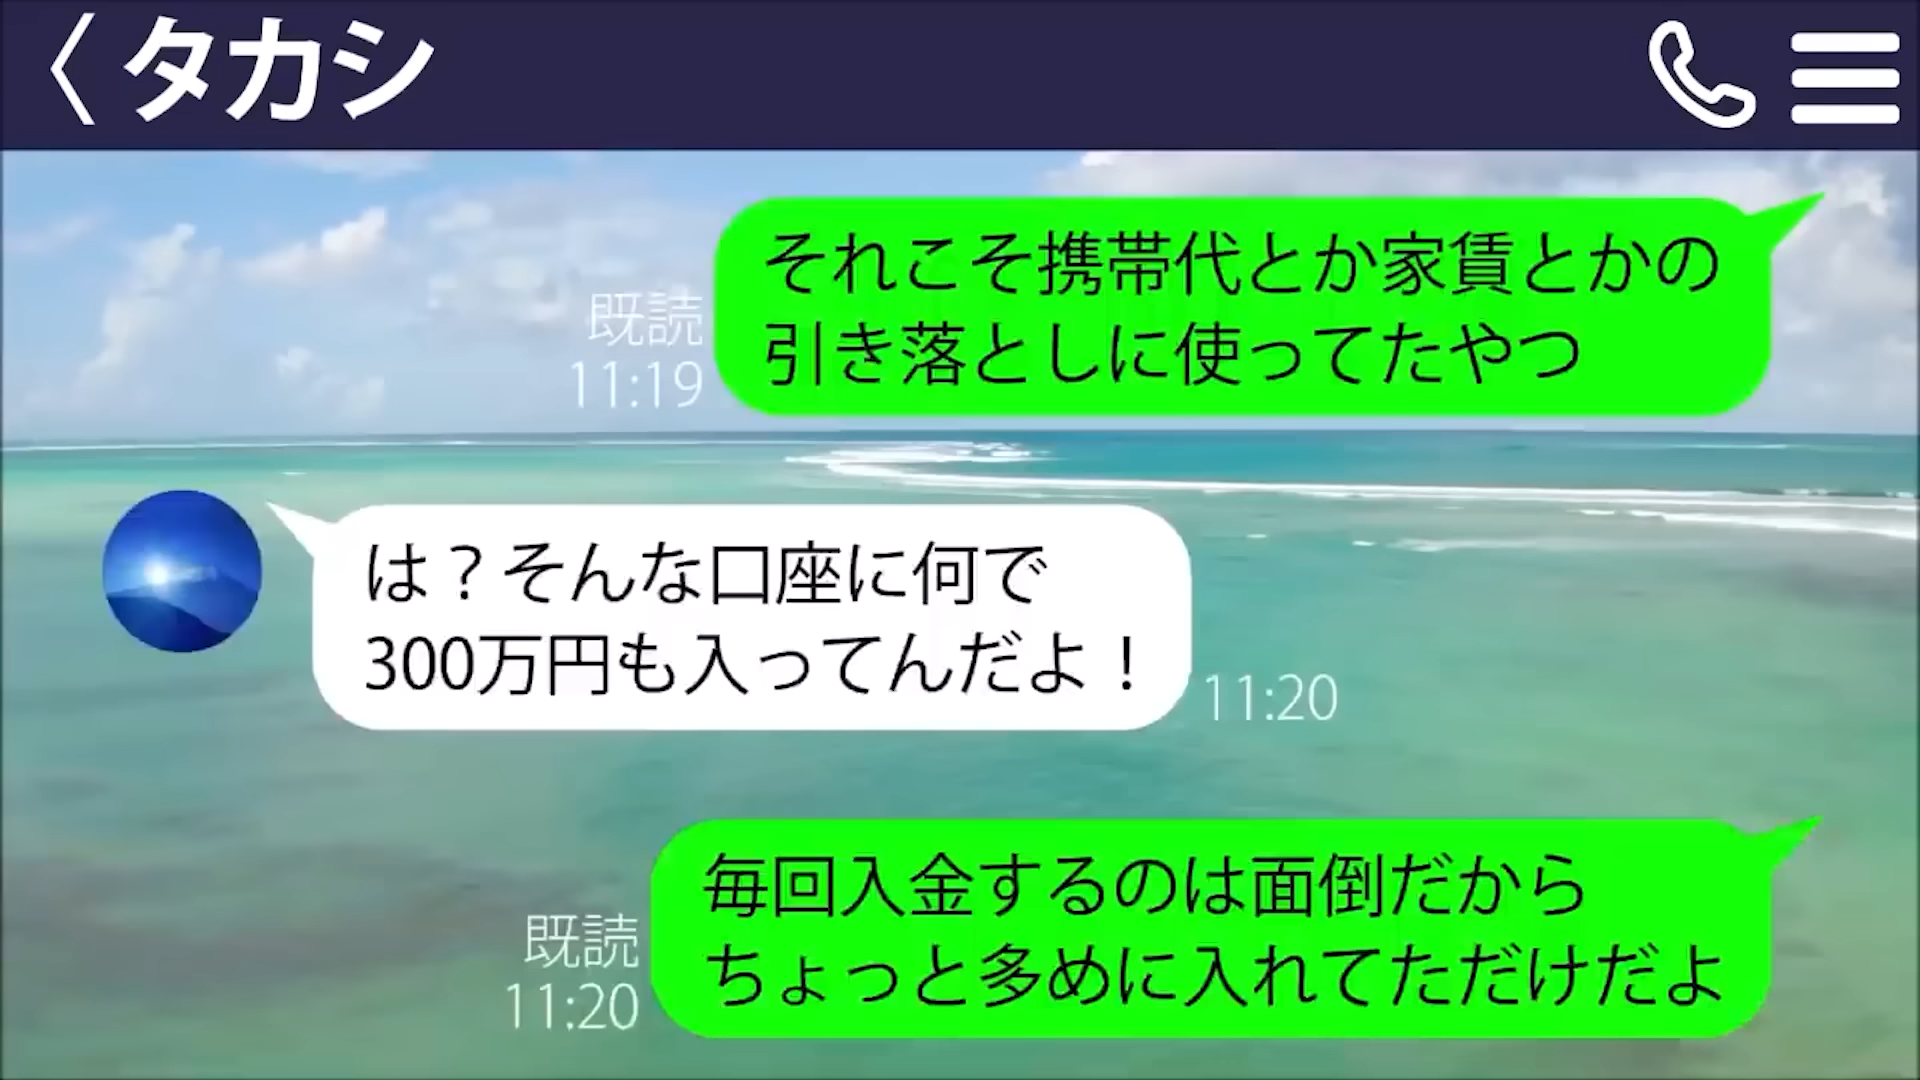 タカシ
それこそ携帯代とか家賃とかの
引き落としに使ってたやつ
既読
11:19
は？そんな口座に何で
300万円も入ってんだよ！
11:20
毎回入金するのは面倒だから
ちょっと多めに入れてただけだよ
既読
11:20